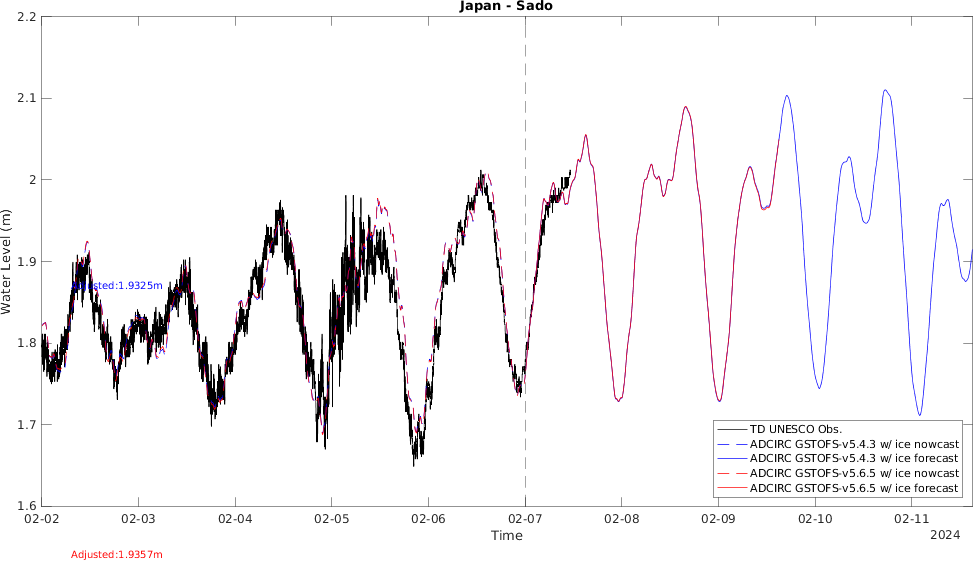 Japan - Sado
2.2
2.1
2
1.9
1.8
1.7
1.6
Water Level (m)
Adjusted:1.9325m
TD UNESCO Obs.
ADCIRC GSTOFS-v5.4.3 w/ ice nowcast
ADCIRC GSTOFS-v5.4.3 w/ ice forecast
ADCIRC GSTOFS-v5.6.5 w/ ice nowcast
ADCIRC GSTOFS-v5.6.5 w/ ice forecast
02-02 02-03 02-04 02-05 02-06 02-07 02-08 02-09 02-10 02-11
Time
2024
Adjusted:1.9357m